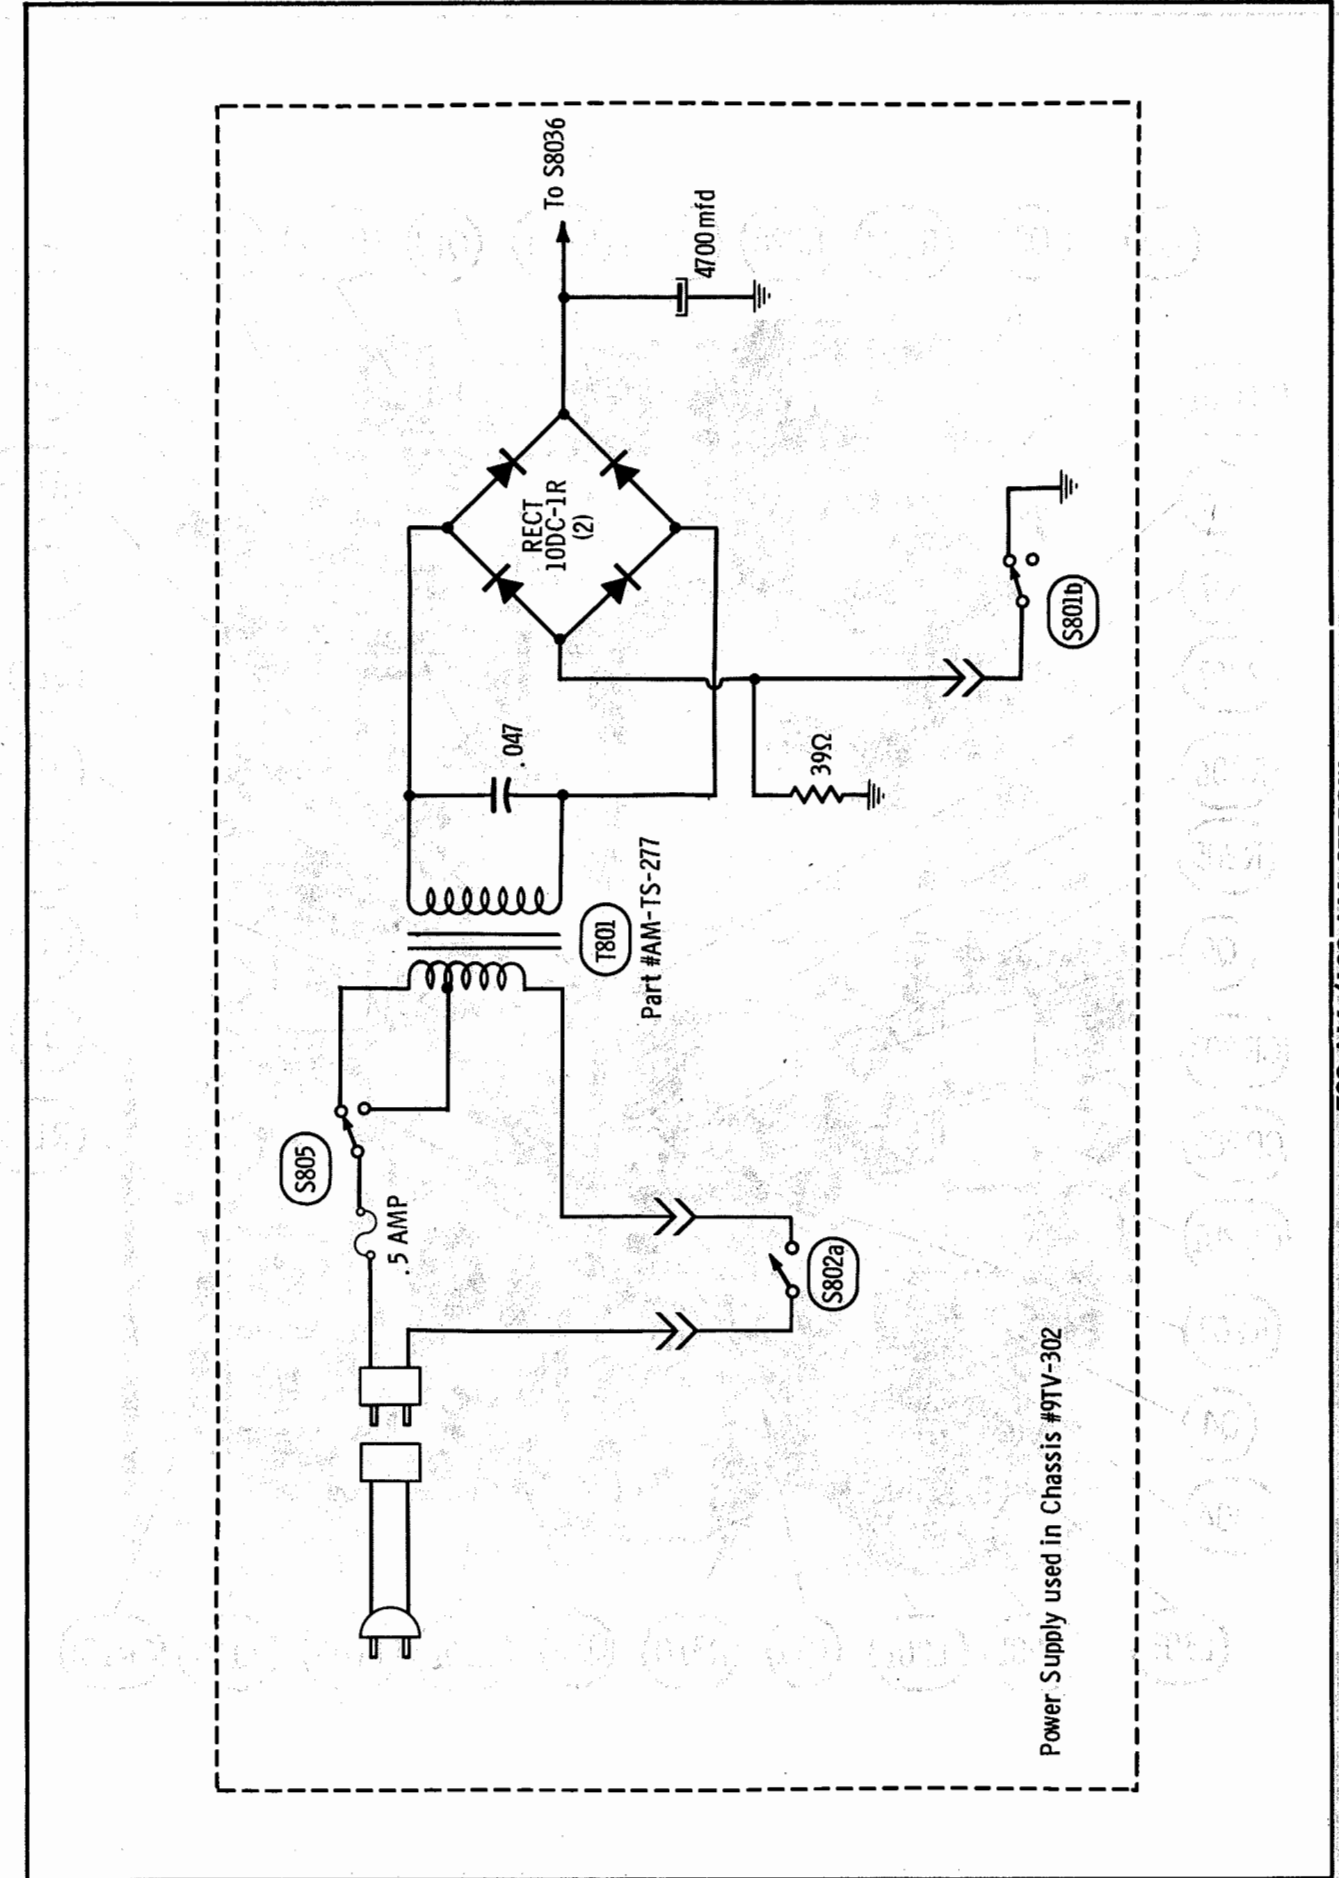 S805
.5 AMP
T801
Part #AM-TS-277
.047
RECT
10DC-1R
(2)
To S8036
4700 mfd
39Ω
S801b
S802a
Power Supply used in Chassis #9TV-302